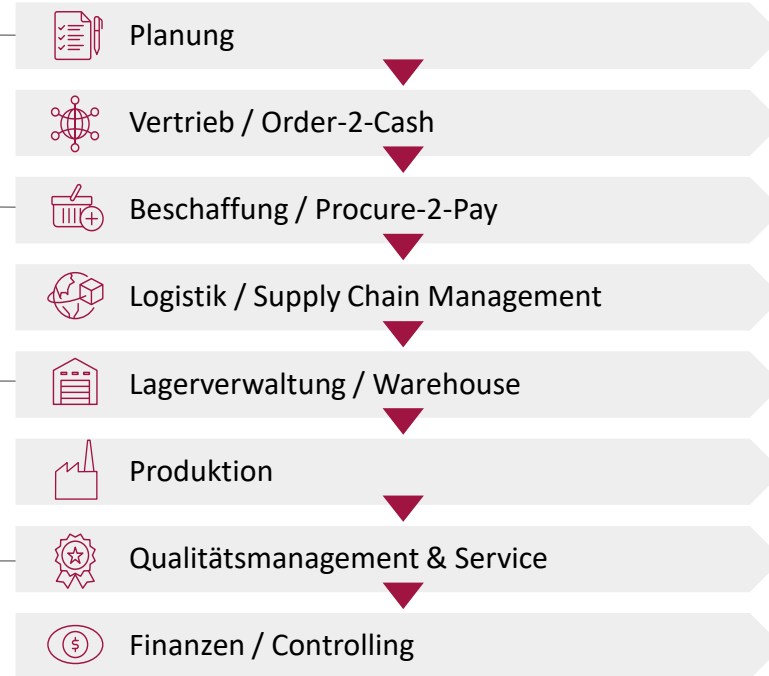 Planung
Vertrieb / Order-2-Cash
Beschaffung / Procure-2-Pay
Logistik / Supply Chain Management
Lagerverwaltung / Warehouse
Produktion
Qualitätsmanagement & Service
$ Finanzen / Controlling